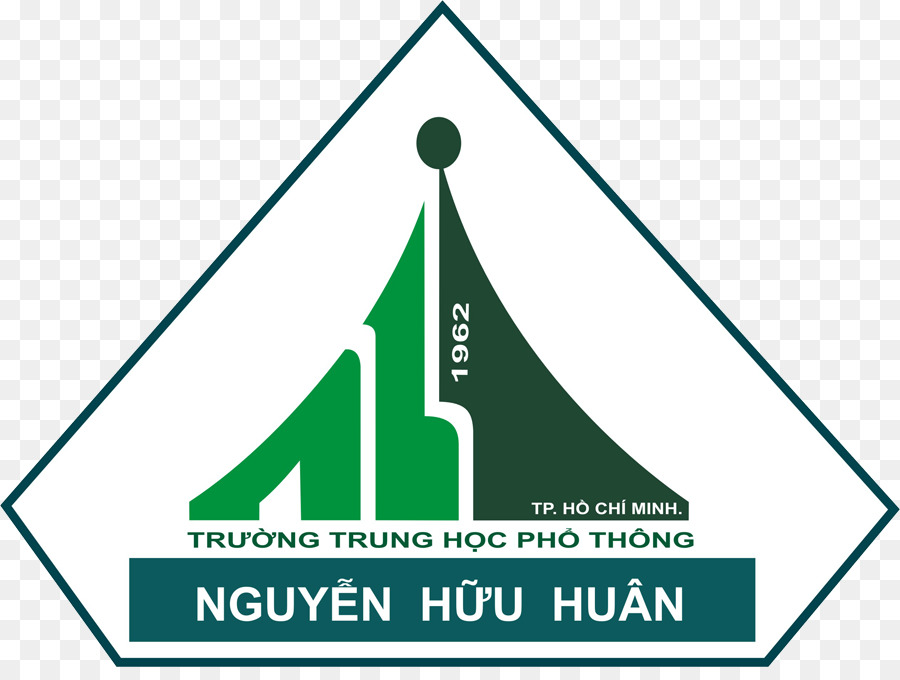 1962
TP. HỒ CHÍ MINH.
TRƯỜNG TRUNG HỌC PHỔ THÔNG
NGUYỄN HỮU HUÂN